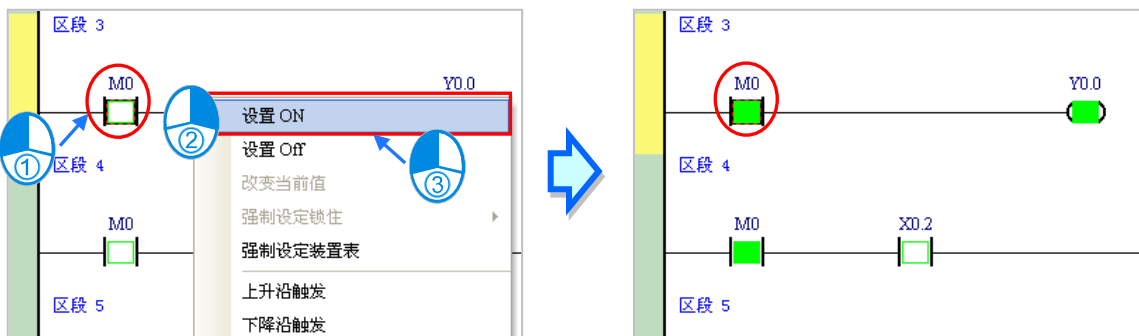 区段 3
M0
Y0.0
①
②
③
设置 ON
设置 Off
改变当前值
强制设定锁住
强制设定装置表
上升沿触发
下降沿触发
区段 4
M0
区段 5
区段 3
M0
Y0.0
区段 4
M0
X0.2
区段 5